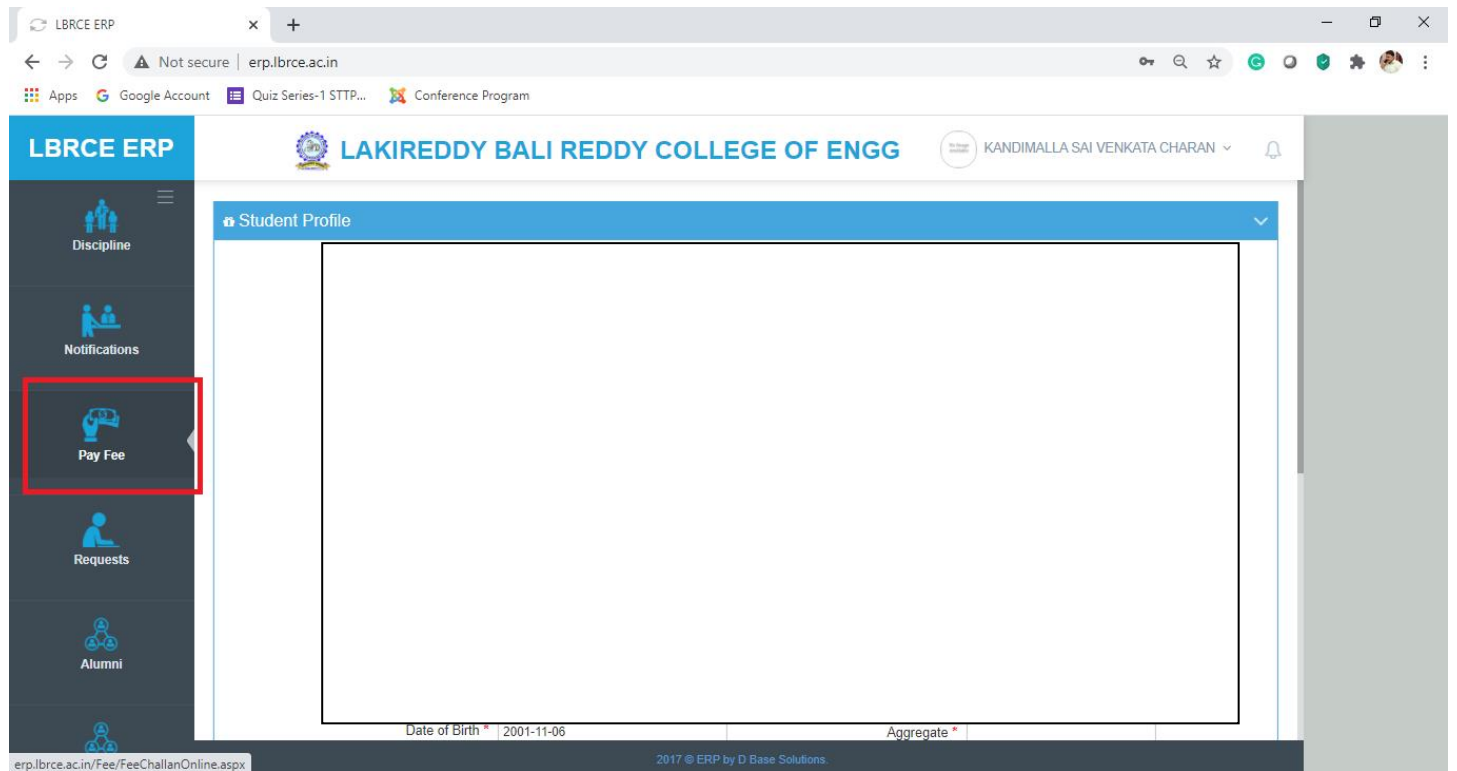 LBRCE ERP
Not secure | erp.lbrce.ac.in
Apps Google Account Quiz Series-1 STTP... Conference Program
LBRCE ERP
LAKIREDDY BALI REDDY COLLEGE OF ENGG
KANDIMALLA SAI VENKATA CHARAN
Student Profile
Discipline
Notifications
Pay Fee
Requests
Alumni
Date of Birth * 2001-11-06 Aggregate *
2017 © ERP by D Base Solutions.
erp.lbrce.ac.in/Fee/FeeChallanOnline.aspx